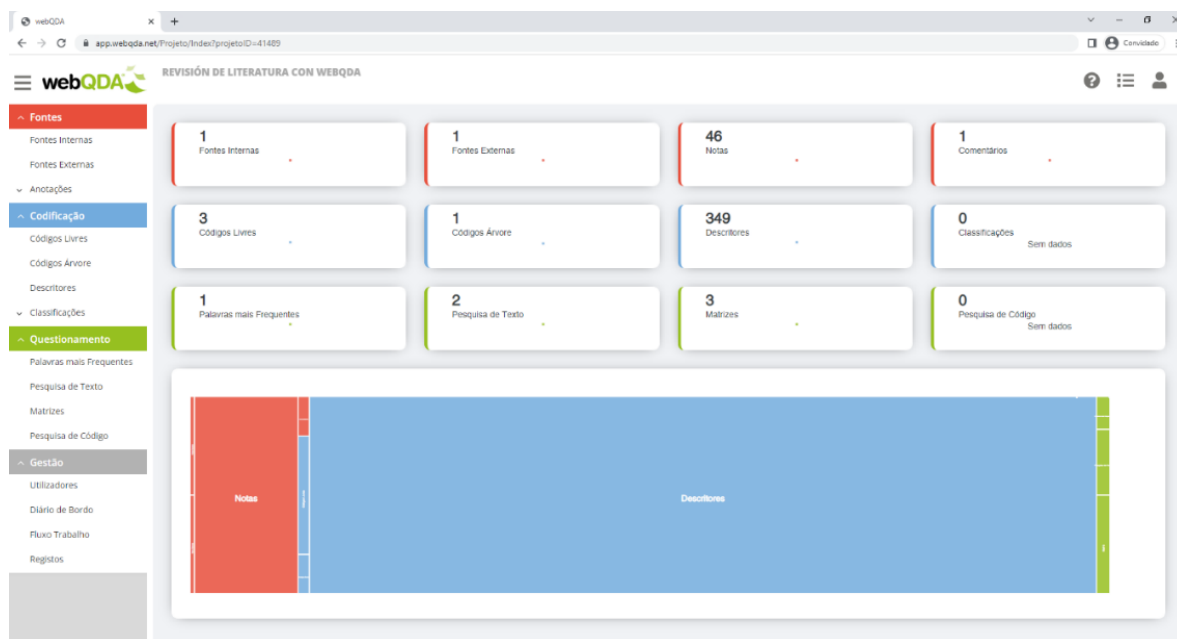 webQDA
app.webqda.net/Projeto/Index?projetoID=41489
Convidado
webQDA
REVISIÓN DE LITERATURA CON WEBQDA
Fontes
Fontes Internas
Fontes Externas
Anotações
Codificação
Códigos Livres
Códigos Árvore
Descritores
Classificações
Questionamento
Palavras mais Frequentes
Pesquisa de Texto
Matrizes
Pesquisa de Código
Gestão
Utilizadores
Diário de Bordo
Fluxo Trabalho
Registos
1
Fontes Internas
1
Fontes Externas
46
Notas
1
Comentários
3
Códigos Livres
1
Códigos Árvore
349
Descritores
0
Classificações
Sem dados
1
Palavras mais Frequentes
2
Pesquisa de Texto
3
Matrizes
0
Pesquisa de Código
Sem dados
Notas
Descritores